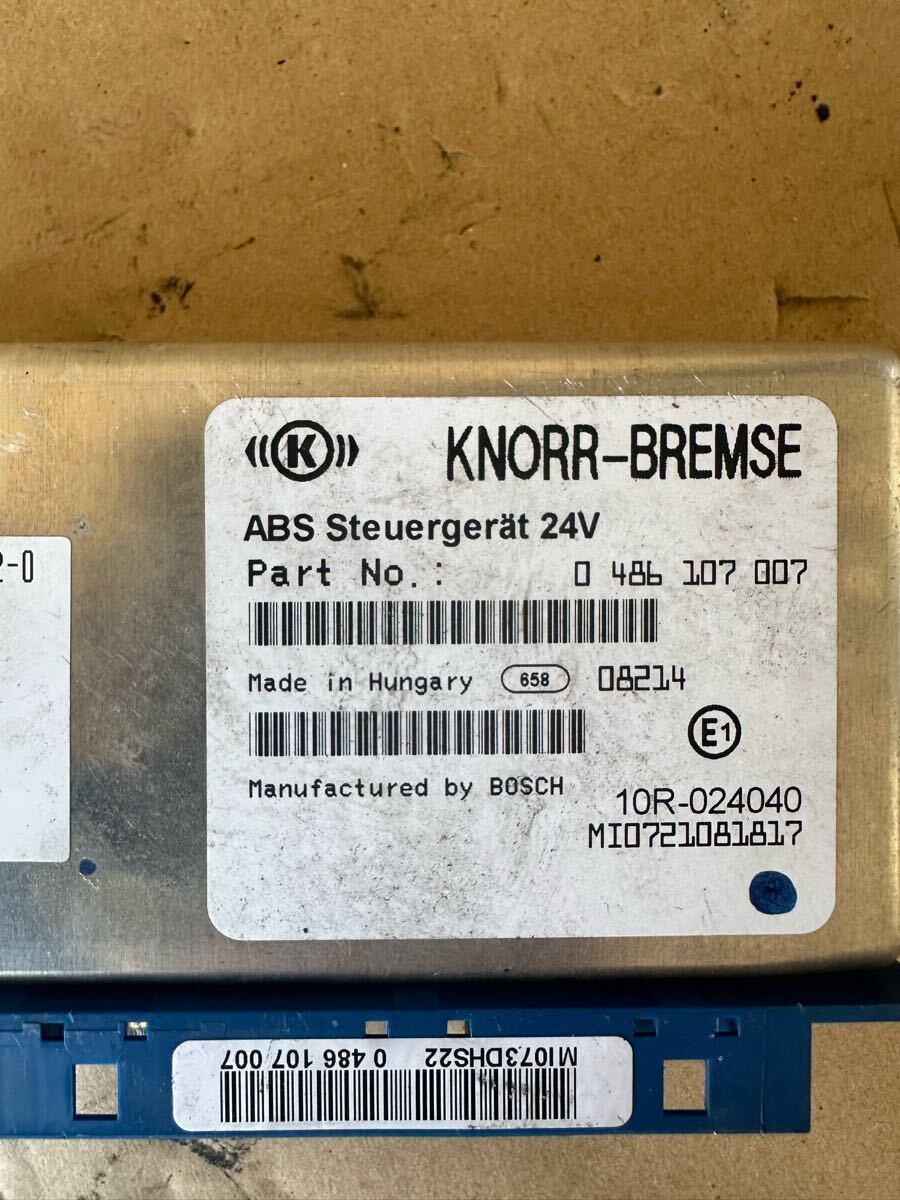 K
KNORR-BREMSE
ABS Steuergerät 24V
Part No.: 0 486 107 007
Made in Hungary 658 08214
E1
Manufactured by BOSCH
10R-024040
MI0721081817
2-0
MI073DHS22 0 486 107 007